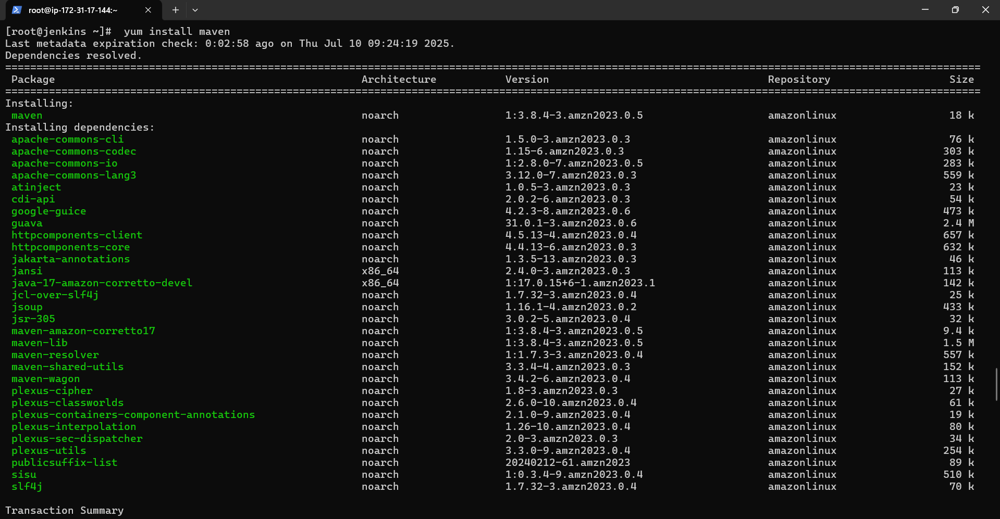 root@ip-172-31-17-144:~
[root@jenkins ~]#  yum install maven
Last metadata expiration check: 0:02:58 ago on Thu Jul 10 09:24:19 2025.
Dependencies resolved.
============================================================================================================================================================
Package Architecture Version Repository Size
============================================================================================================================================================
Installing:
maven noarch 1:3.8.4-3.amzn2023.0.5 amazonlinux 18 k
Installing dependencies:
apache-commons-cli noarch 1.5.0-3.amzn2023.0.3 amazonlinux 76 k
apache-commons-codec noarch 1.15-6.amzn2023.0.3 amazonlinux 303 k
apache-commons-io noarch 1:2.8.0-7.amzn2023.0.5 amazonlinux 283 k
apache-commons-lang3 noarch 3.12.0-7.amzn2023.0.3 amazonlinux 559 k
atinject noarch 1.0.5-3.amzn2023.0.3 amazonlinux 23 k
cdi-api noarch 2.0.2-6.amzn2023.0.3 amazonlinux 54 k
google-guice noarch 4.2.3-8.amzn2023.0.6 amazonlinux 473 k
guava noarch 31.0.1-3.amzn2023.0.6 amazonlinux 2.4 M
httpcomponents-client noarch 4.5.13-4.amzn2023.0.4 amazonlinux 657 k
httpcomponents-core noarch 4.4.13-6.amzn2023.0.3 amazonlinux 632 k
jakarta-annotations noarch 1.3.5-13.amzn2023.0.3 amazonlinux 46 k
jansi x86_64 2.4.0-3.amzn2023.0.3 amazonlinux 113 k
java-17-amazon-corretto-devel x86_64 1:17.0.15+6-1.amzn2023.1 amazonlinux 142 k
jcl-over-slf4j noarch 1.7.32-3.amzn2023.0.4 amazonlinux 25 k
jsoup noarch 1.16.1-4.amzn2023.0.2 amazonlinux 433 k
jsr-305 noarch 3.0.2-5.amzn2023.0.4 amazonlinux 32 k
maven-amazon-corretto17 noarch 1:3.8.4-3.amzn2023.0.5 amazonlinux 9.4 k
maven-lib noarch 1:3.8.4-3.amzn2023.0.5 amazonlinux 1.5 M
maven-resolver noarch 1:1.7.3-3.amzn2023.0.4 amazonlinux 557 k
maven-shared-utils noarch 3.3.4-4.amzn2023.0.3 amazonlinux 152 k
maven-wagon noarch 3.4.2-6.amzn2023.0.4 amazonlinux 113 k
plexus-cipher noarch 1.8-3.amzn2023.0.3 amazonlinux 27 k
plexus-classworlds noarch 2.6.0-10.amzn2023.0.4 amazonlinux 61 k
plexus-containers-component-annotations noarch 2.1.0-9.amzn2023.0.4 amazonlinux 19 k
plexus-interpolation noarch 1.26-10.amzn2023.0.4 amazonlinux 80 k
plexus-sec-dispatcher noarch 2.0-3.amzn2023.0.3 amazonlinux 34 k
plexus-utils noarch 3.3.0-9.amzn2023.0.4 amazonlinux 254 k
publicsuffix-list noarch 20240212-61.amzn2023 amazonlinux 89 k
sisu noarch 1:0.3.4-9.amzn2023.0.4 amazonlinux 510 k
slf4j noarch 1.7.32-3.amzn2023.0.4 amazonlinux 70 k
Transaction Summary